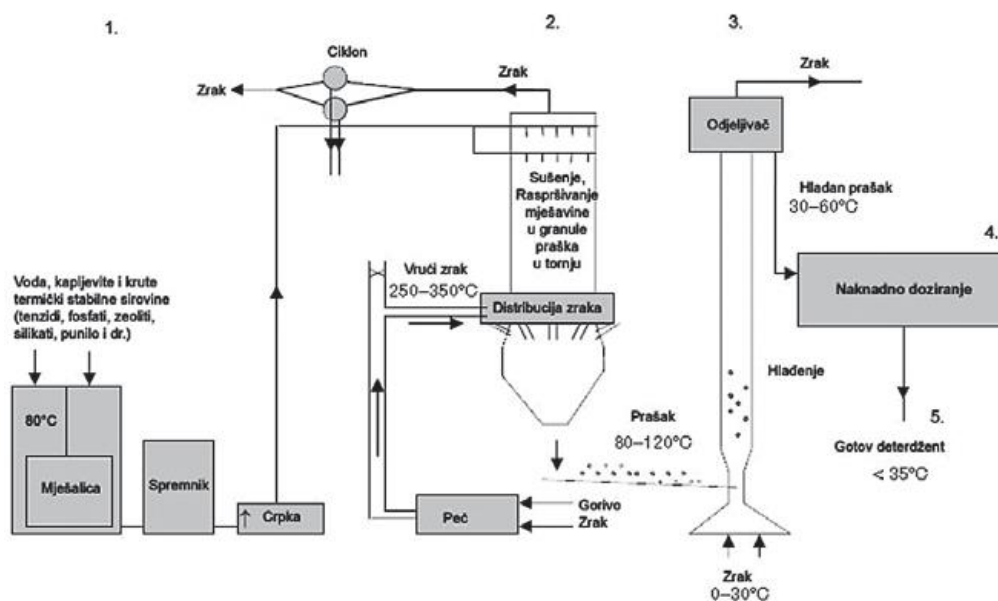 1.
2.
3.
Ciklon
Zrak
Zrak
Zrak
Odjeljivač
Sušenje,
Raspršivanje
mješavine
u granule
praška
u tornju
Hladan prašak
30–60°C
4.
Vrući zrak
250–350°C
Voda, kapljevite i krute
termički stabilne sirovine
(tenzidi, fosfati, zeoliti,
silikati, punilo i dr.)
Distribucija zraka
Naknadno doziranje
Hlađenje
80°C
Mješalica
Spremnik
↑ Crpka
Prašak
80–120°C
5.
Gotov deterdžent
< 35°C
Peč
Gorivo
Zrak
Zrak
0–30°C